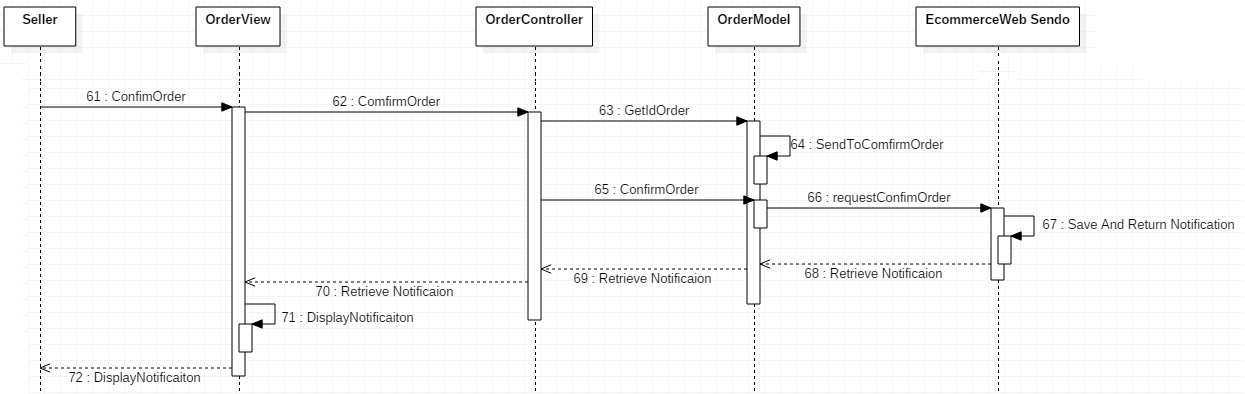 Seller
OrderView
OrderController
OrderModel
EcommerceWeb Sendo
61 : ConfimOrder
62 : ComfirmOrder
63 : GetIdOrder
64 : SendToComfirmOrder
65 : ConfirmOrder
66 : requestConfimOrder
67 : Save And Return Notification
68 : Retrieve Notificaion
69 : Retrieve Notificaion
70 : Retrieve Notificaion
71 : DisplayNotificaiton
72 : DisplayNotificaiton